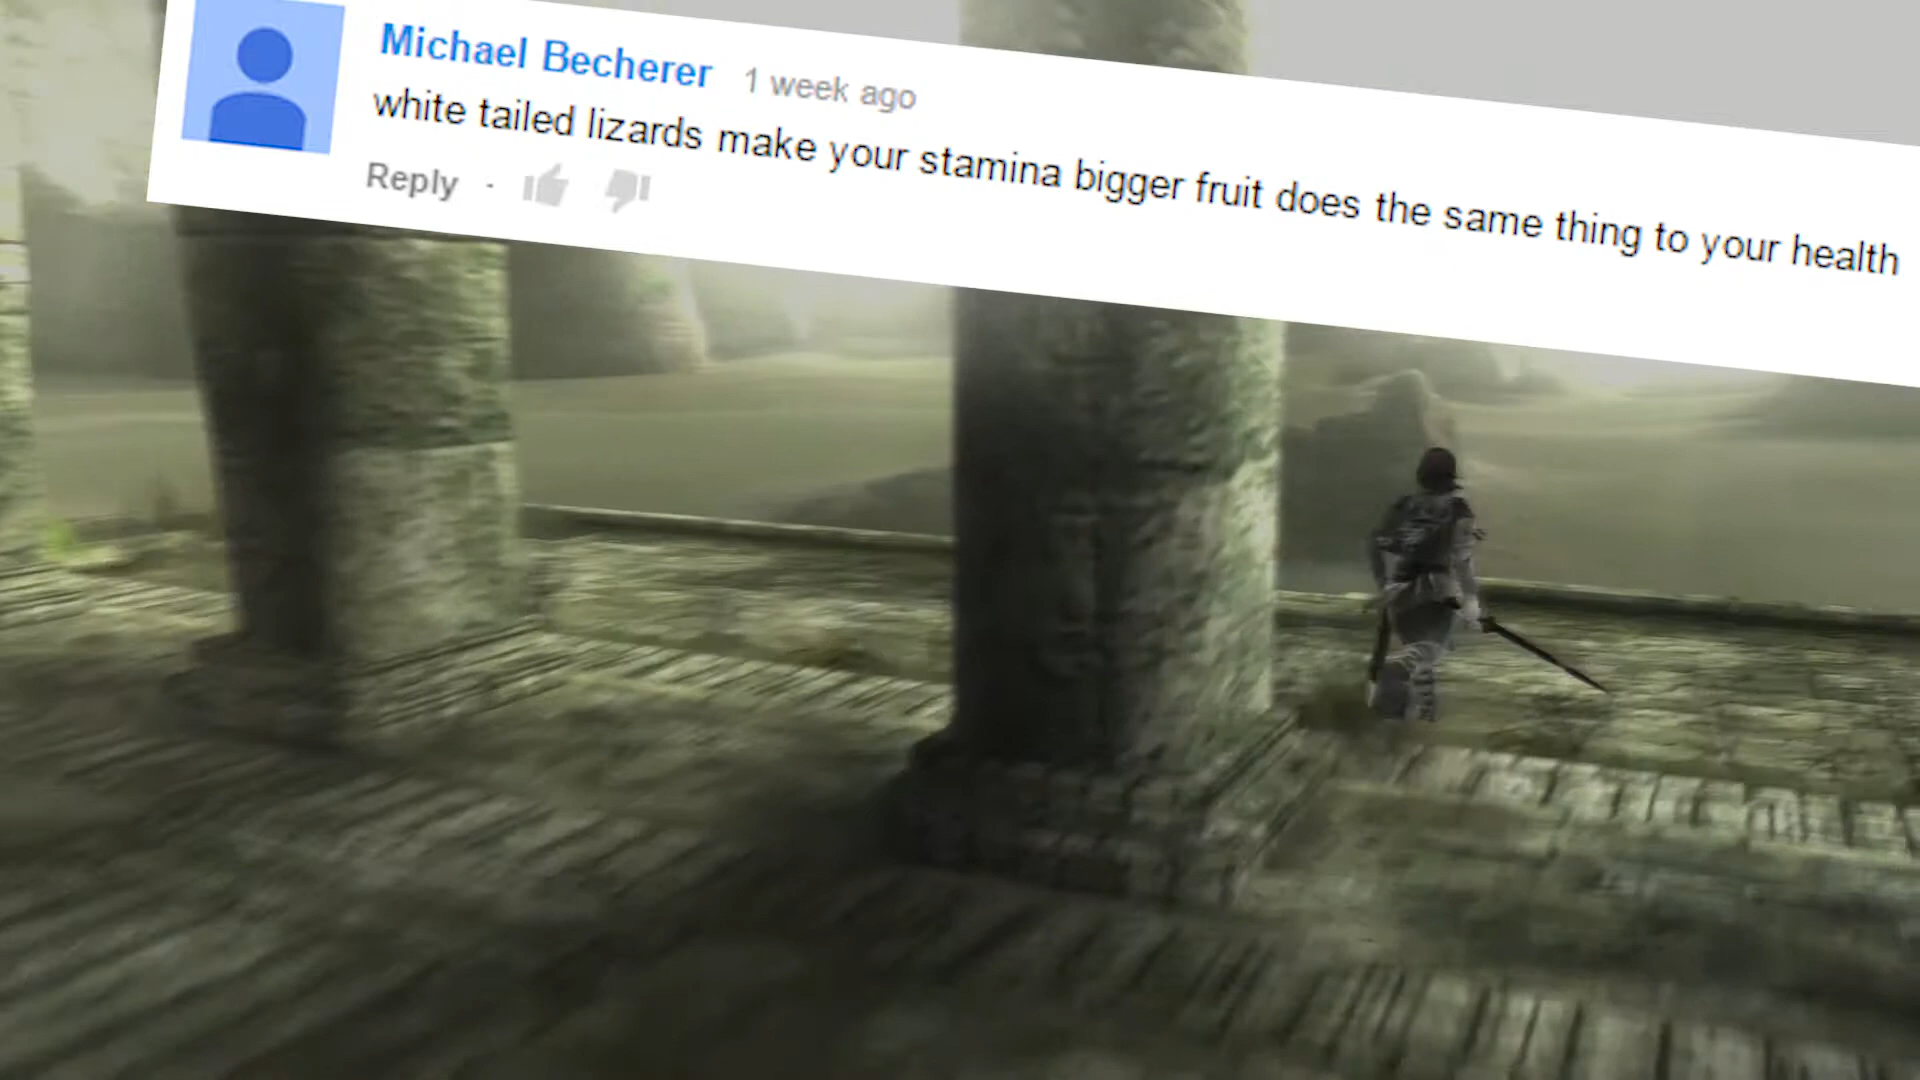 Michael Becherer 1 week ago
white tailed lizards make your stamina bigger fruit does the same thing to your health
Reply ·